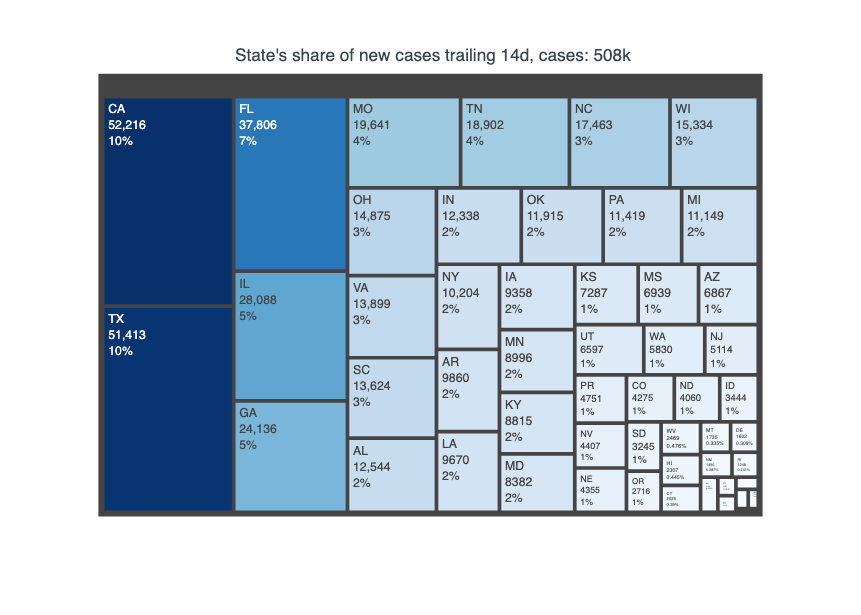 State's share of new cases trailing 14d, cases: 508k
CA
52,216
10%
TX
51,413
10%
FL
37,806
7%
IL
28,088
5%
GA
24,136
5%
MO
19,641
4%
TN
18,902
4%
NC
17,463
3%
WI
15,334
3%
OH
14,875
3%
VA
13,899
3%
SC
13,624
3%
AL
12,544
2%
IN
12,338
2%
OK
11,915
2%
PA
11,419
2%
MI
11,149
2%
NY
10,204
2%
AR
9860
2%
LA
9670
2%
IA
9358
2%
MN
8996
2%
KY
8815
2%
MD
8382
2%
KS
7287
1%
MS
6939
1%
AZ
6867
1%
UT
6597
1%
WA
5830
1%
NJ
5114
1%
PR
4751
1%
NV
4407
1%
NE
4355
1%
CO
4275
1%
ND
4060
1%
ID
3444
1%
SD
3245
1%
OR
2716
1%
WV
2469
0.476%
HI
2307
0.445%
CT
MT
0.335%
DE
0.309%
NM
RI